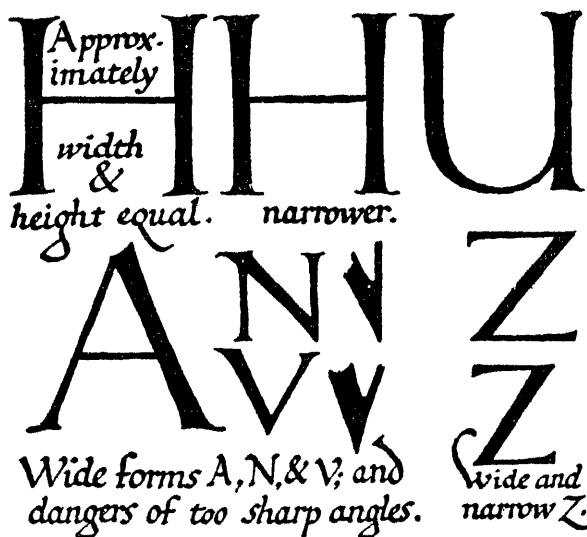 H H U
Approx-
imately
width
&
height equal.
narrower.
A N Z
V Z
Wide forms A, N, & V; and
dangers of too sharp angles.
Wide and
narrow Z.